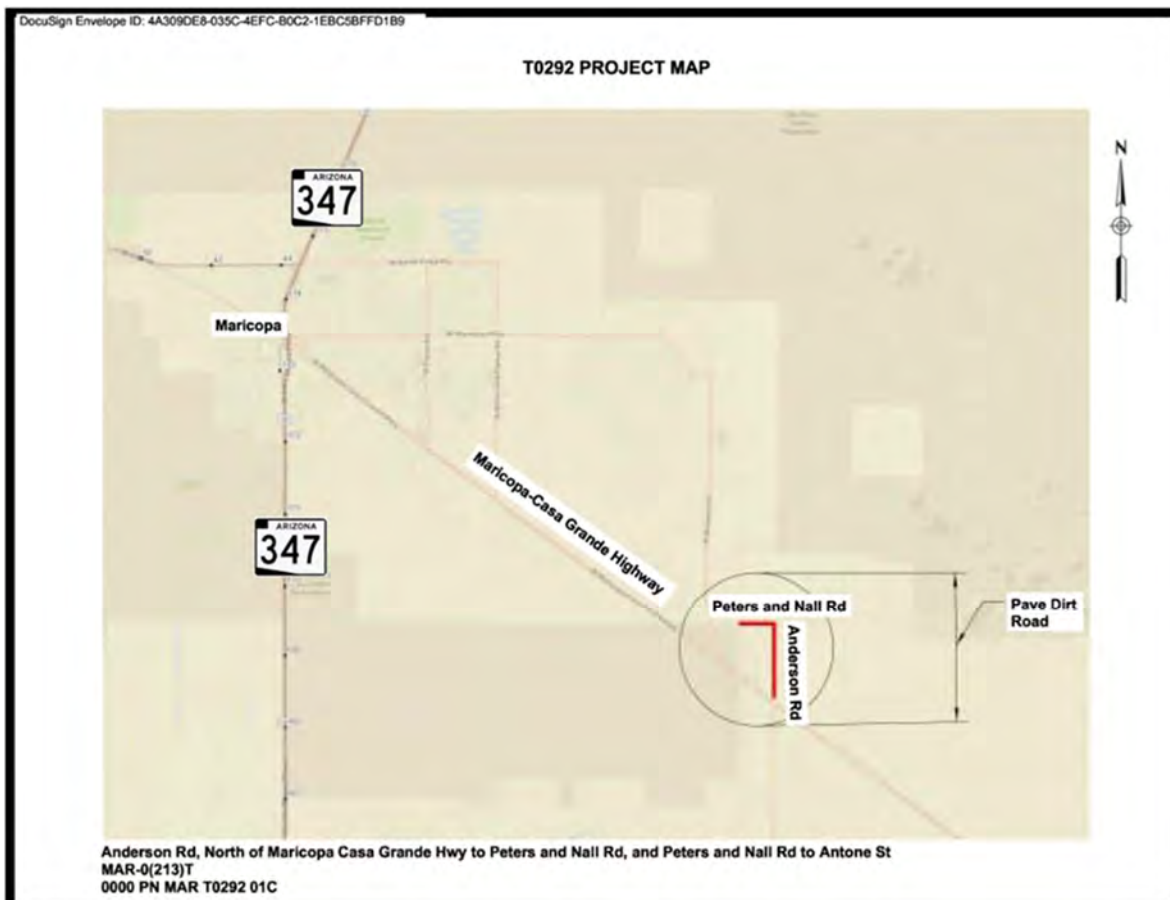 DocuSign Envelope ID: 4A309DE8-035C-4EFC-B0C2-1EBC5BFFD1B9
T0292 PROJECT MAP
N
ARIZONA
347
Maricopa
Maricopa-Casa Grande Highway
ARIZONA
347
Peters and Nall Rd
Anderson Rd
Pave Dirt
Road
Anderson Rd, North of Maricopa Casa Grande Hwy to Peters and Nall Rd, and Peters and Nall Rd to Antone St
MAR-0(213)T
0000 PN MAR T0292 01C